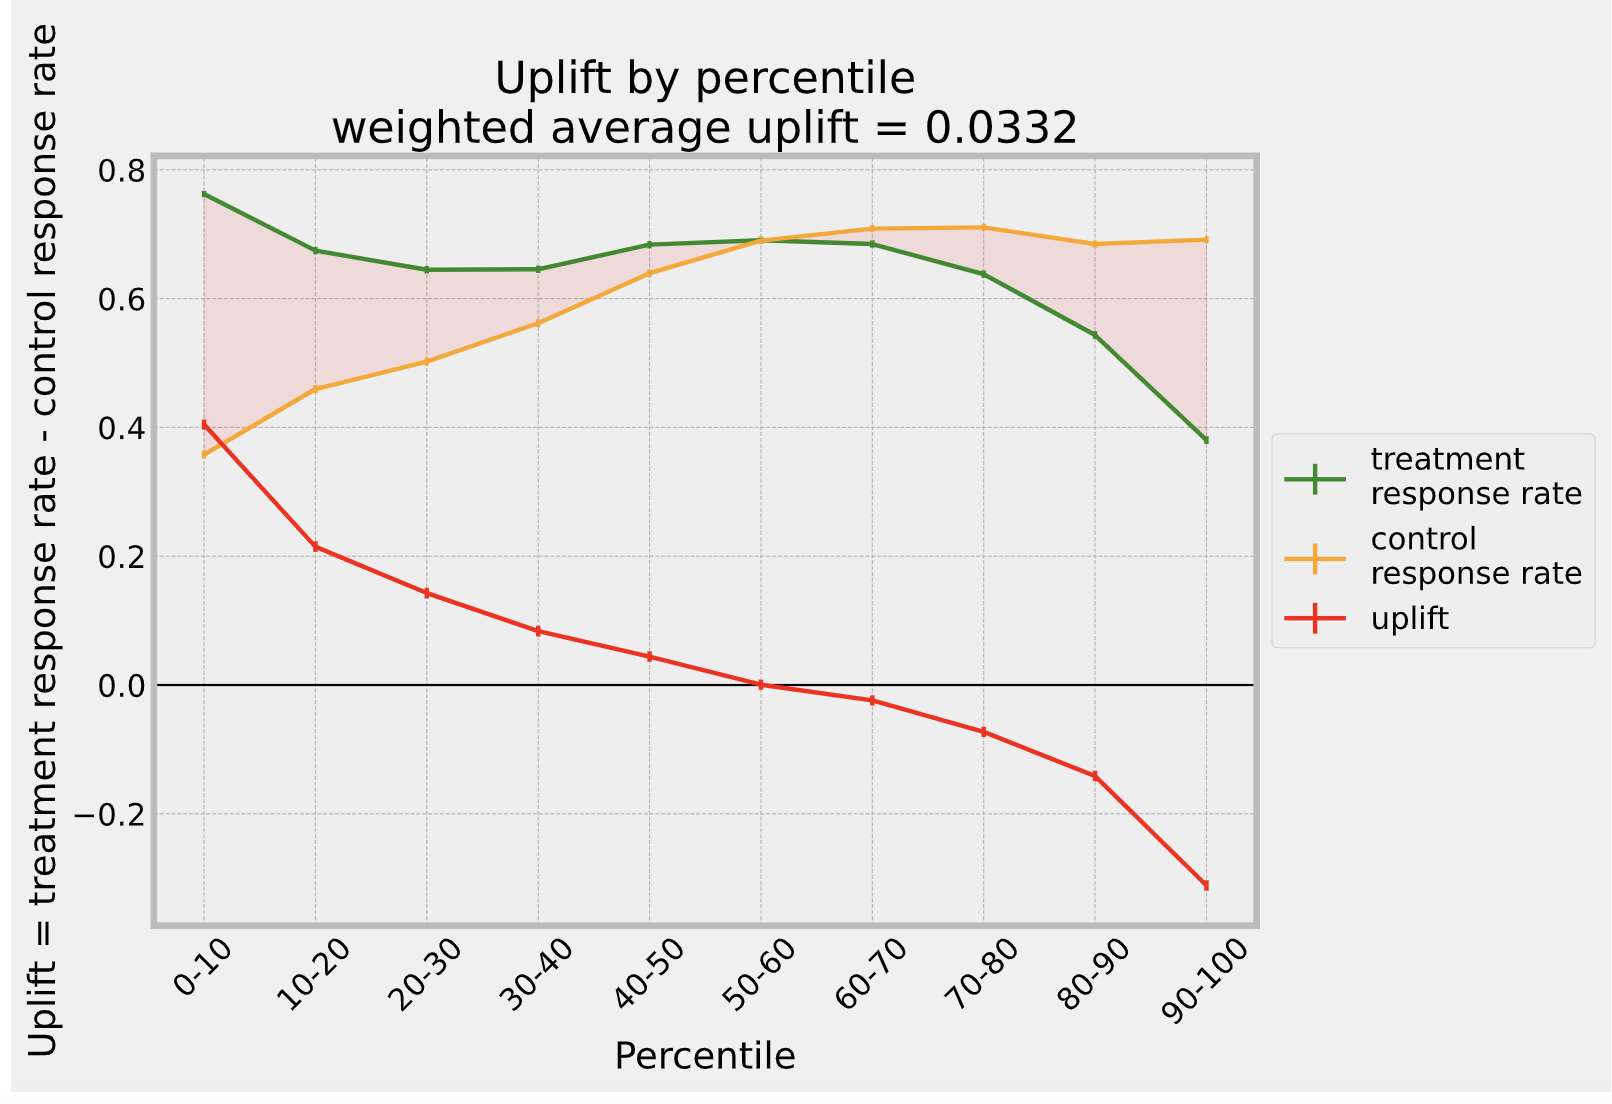 Uplift by percentile
weighted average uplift = 0.0332
Uplift = treatment response rate - control response rate
0.8
0.6
0.4
0.2
0.0
−0.2
0-10
10-20
20-30
30-40
40-50
50-60
60-70
70-80
80-90
90-100
Percentile
treatment
response rate
control
response rate
uplift